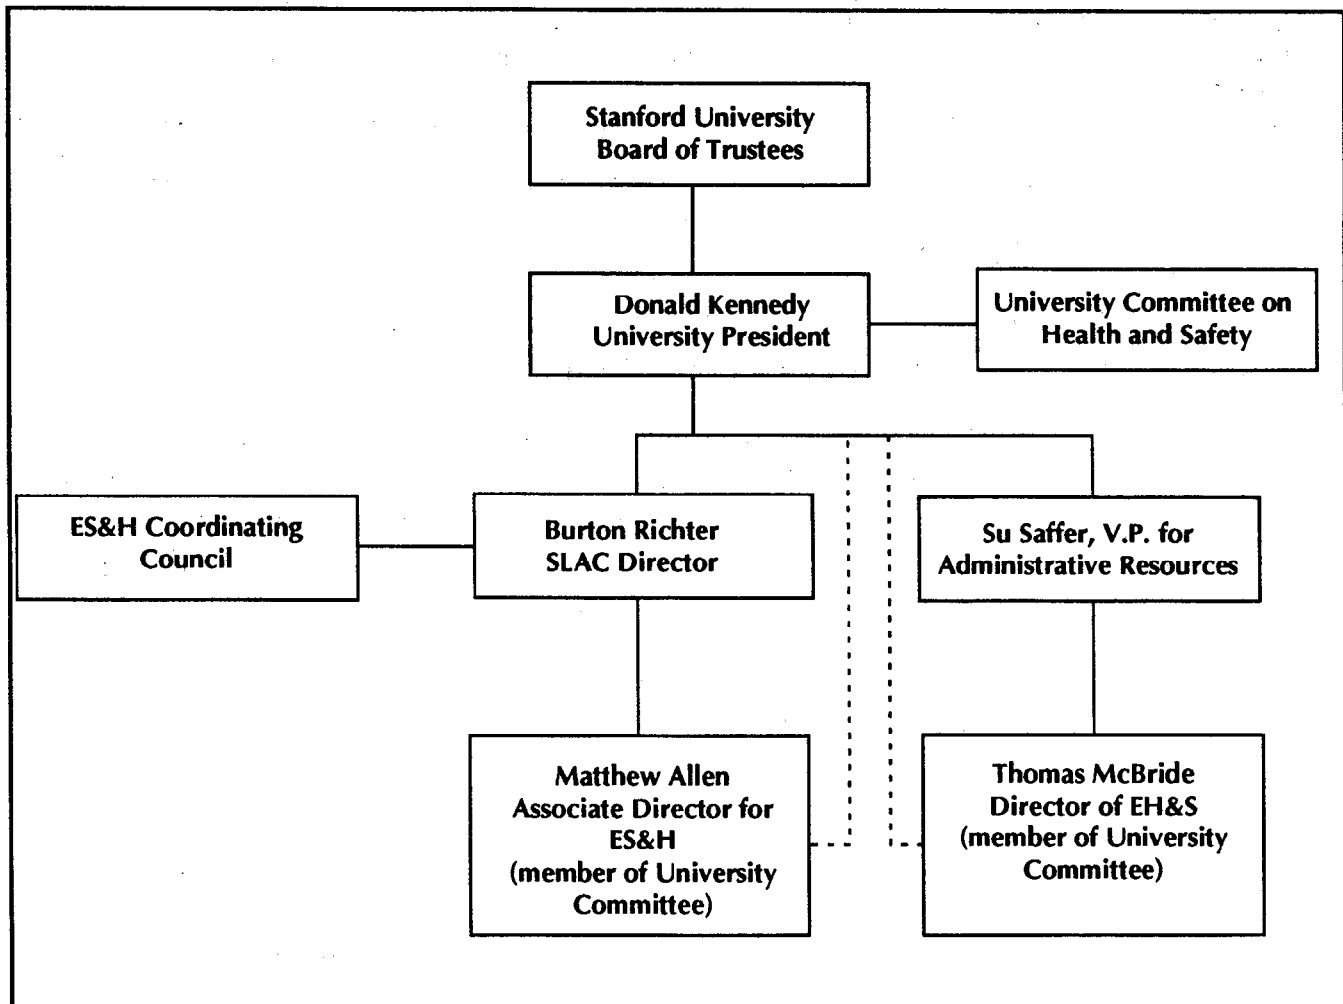 Stanford University
Board of Trustees
Donald Kennedy
University President
University Committee on
Health and Safety
ES&H Coordinating
Council
Burton Richter
SLAC Director
Su Saffer, V.P. for
Administrative Resources
Matthew Allen
Associate Director for
ES&H
(member of University
Committee)
Thomas McBride
Director of EH&S
(member of University
Committee)